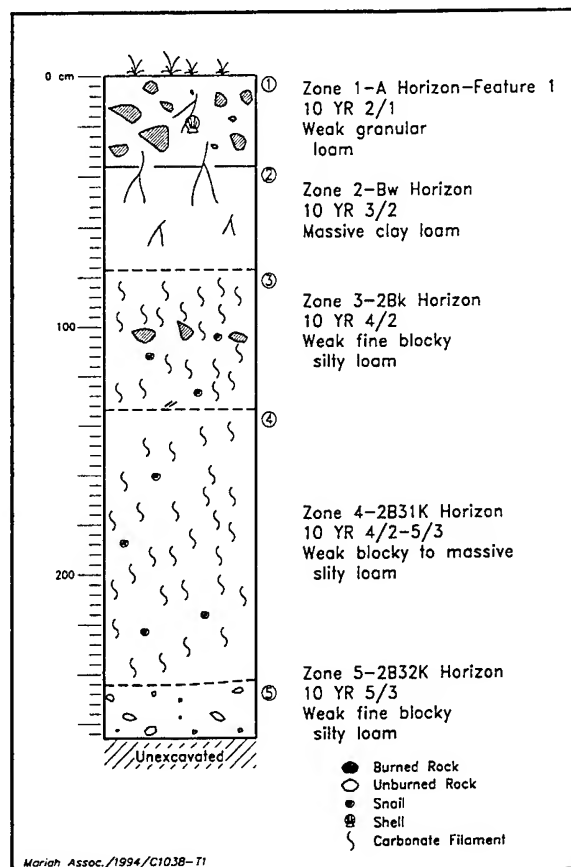 0 cm
①
Zone 1-A Horizon-Feature 1
10 YR 2/1
Weak granular
loam
②
Zone 2-Bw Horizon
10 YR 3/2
Massive clay loam
③
100
Zone 3-2Bk Horizon
10 YR 4/2
Weak fine blocky
silty loam
④
Zone 4-2B31K Horizon
10 YR 4/2-5/3
Weak blocky to massive
silty loam
200
⑤
Zone 5-2B32K Horizon
10 YR 5/3
Weak fine blocky
silty loam
Unexcavated
Burned Rock
Unburned Rock
Snail
Shell
Carbonate Filament
Mariah Assoc./1994/C103B-T1